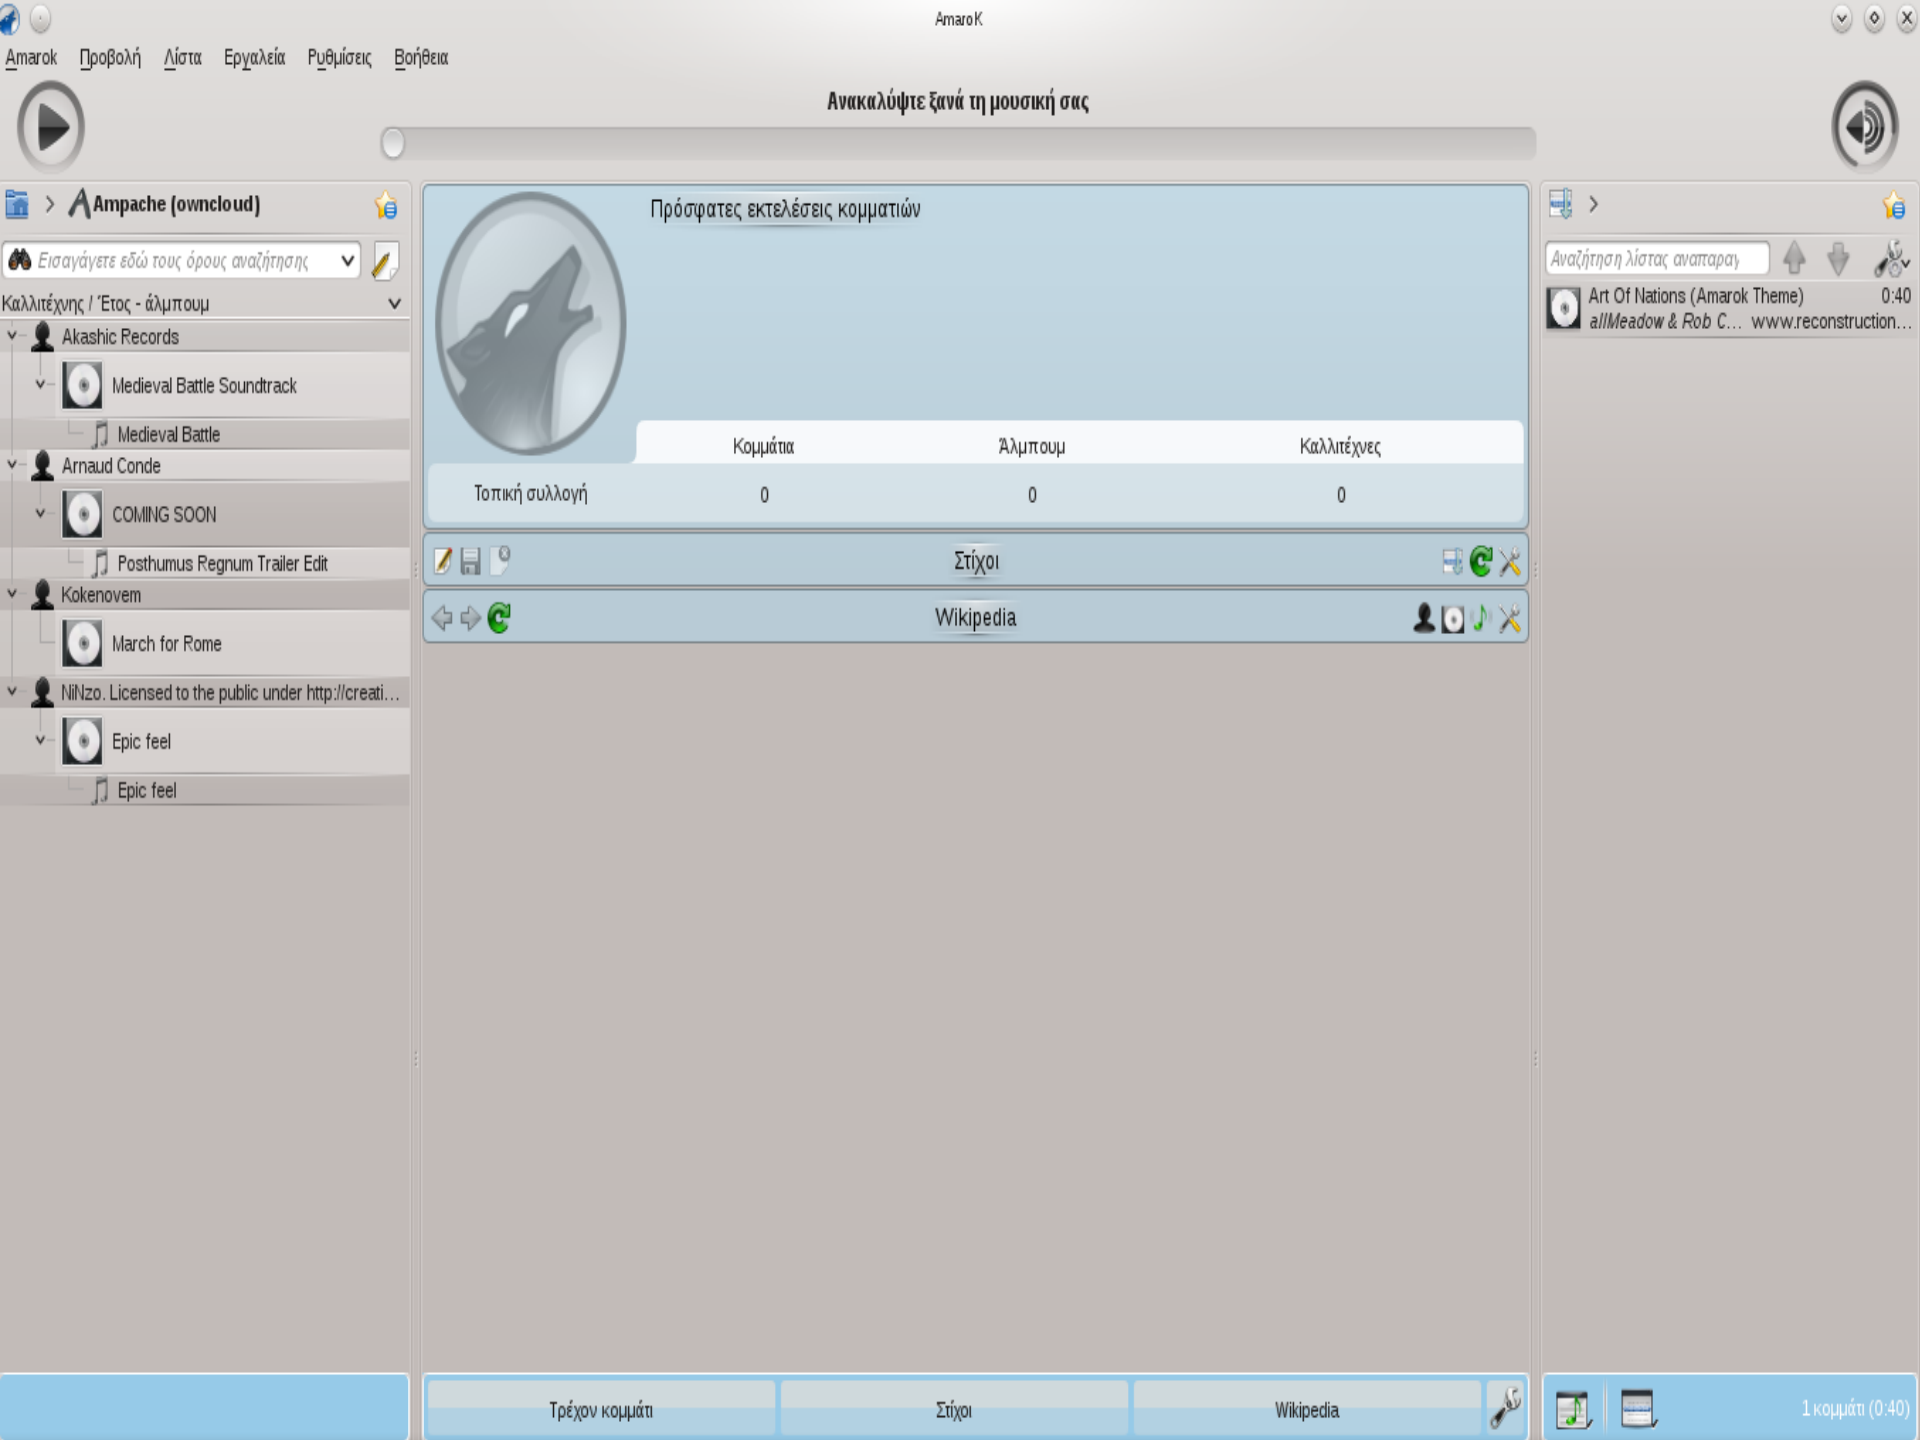 AmaroK
Amarok Προβολή Λίστα Εργαλεία Ρυθμίσεις Βοήθεια
Ανακαλύψτε ξανά τη μουσική σας
Ampache (owncloud)
Εισαγάγετε εδώ τους όρους αναζήτησης
Καλλιτέχνης / Έτος - άλμπουμ
Akashic Records
Medieval Battle Soundtrack
Medieval Battle
Arnaud Conde
COMING SOON
Posthumus Regnum Trailer Edit
Kokenovem
March for Rome
NiNzo. Licensed to the public under http://creati...
Epic feel
Epic feel
Πρόσφατες εκτελέσεις κομματιών
Κομμάτια Άλμπουμ Καλλιτέχνες
Τοπική συλλογή 0 0 0
Στίχοι
Wikipedia
Τρέχον κομμάτι Στίχοι Wikipedia
Αναζήτηση λίστας αναπαραγ
Art Of Nations (Amarok Theme) 0:40
allMeadow & Rob C... www.reconstruction...
1 κομμάτι (0:40)